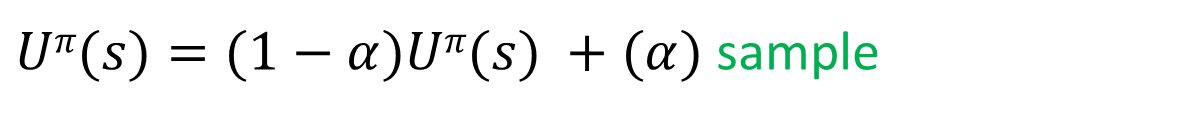 U^π(s) = (1 − α)U^π(s) + (α) sample